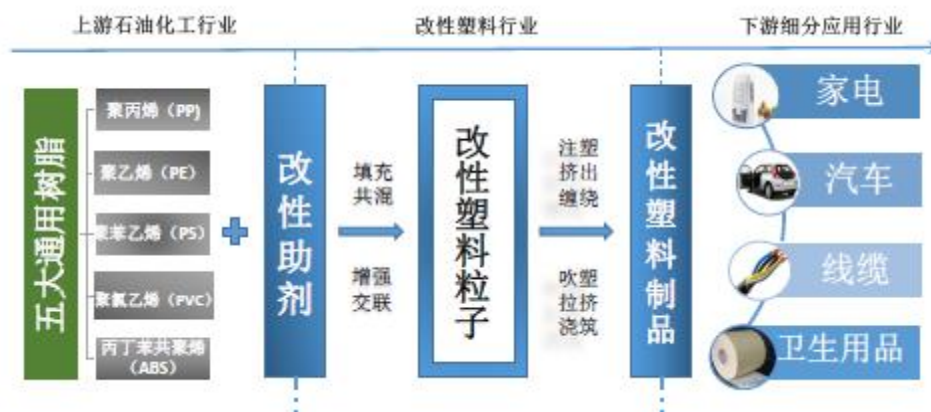 上游石油化工行业
改性塑料行业
下游细分应用行业
五大通用树脂
聚丙烯（PP）
聚乙烯（PE）
聚苯乙烯（PS）
聚氯乙烯（PVC）
丙丁苯共聚烯
（ABS）
改性助剂
填充
共混
增强
交联
改性塑料粒子
注塑
挤出
缠绕
吹塑
拉挤
浇筑
改性塑料制品
家电
汽车
线缆
卫生用品